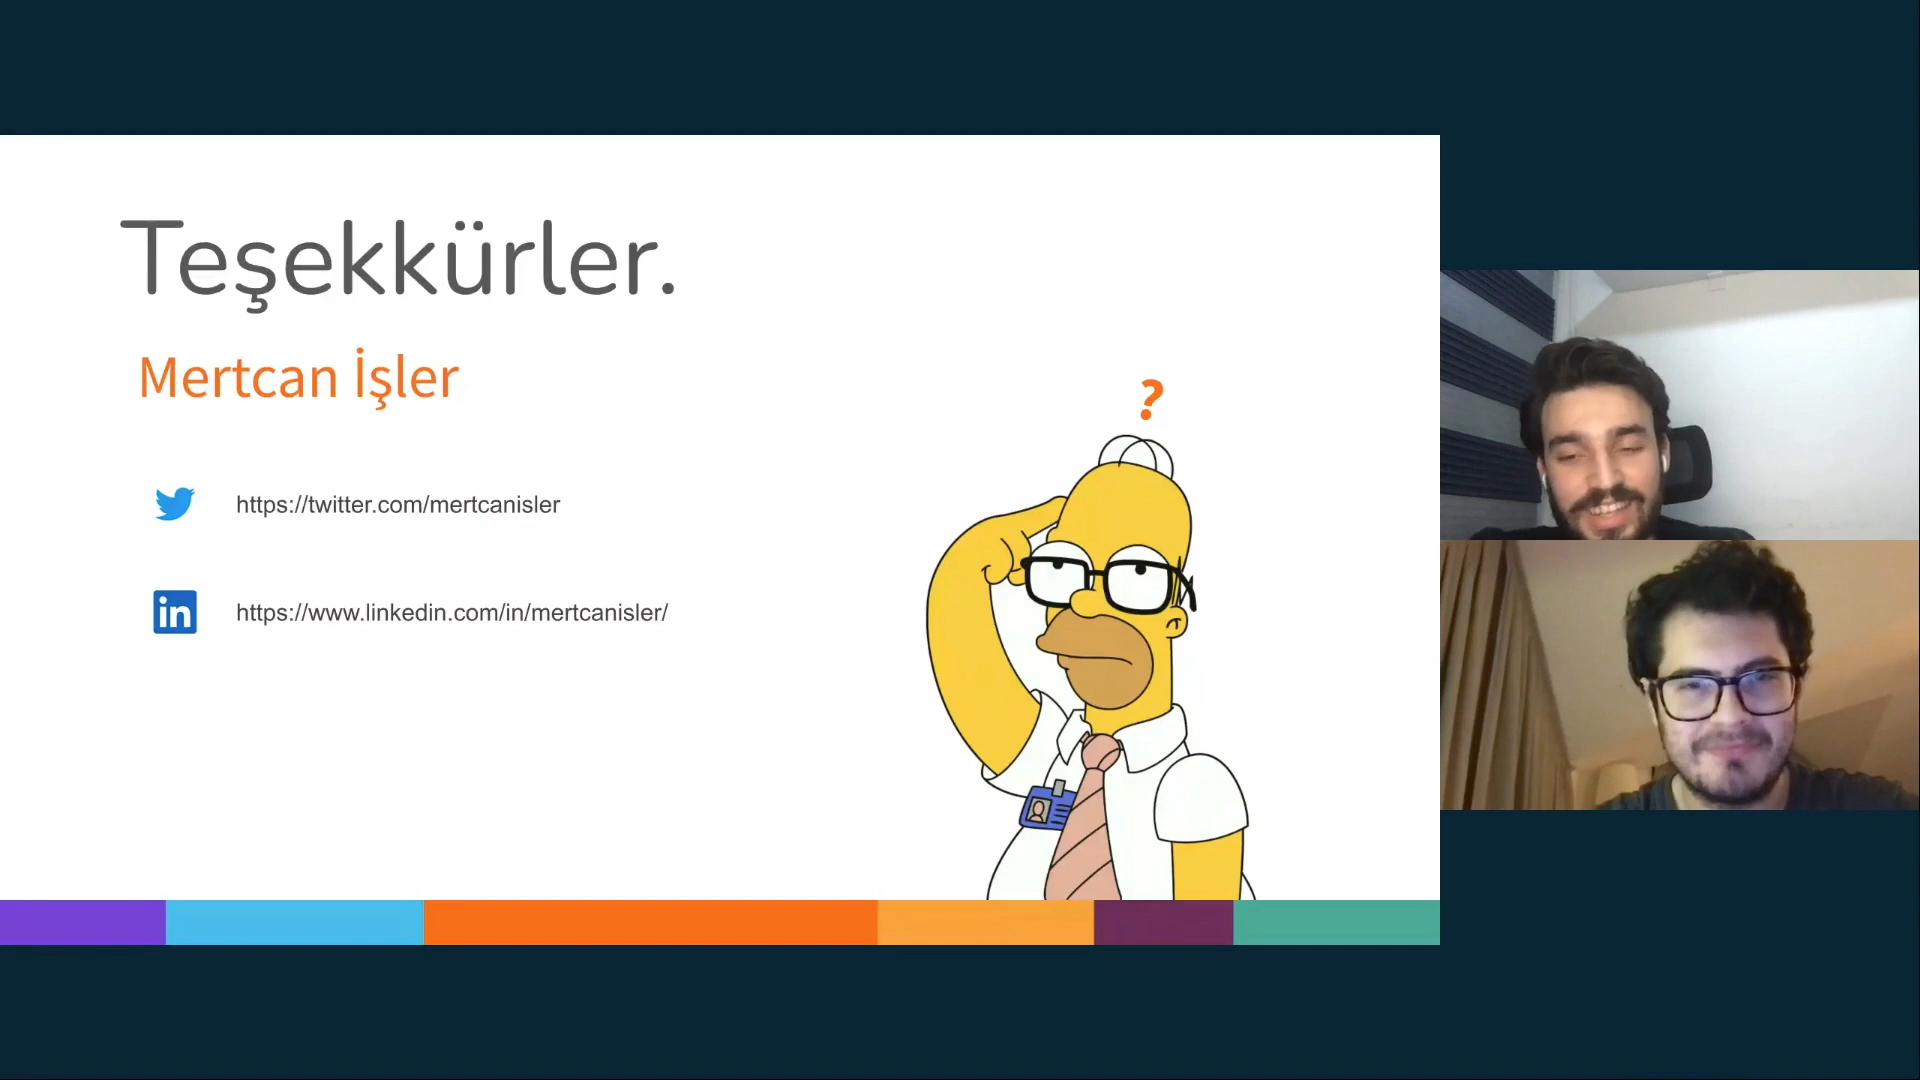 Teşekkürler.
Mertcan İşler
https://twitter.com/mertcanisler
in
https://www.linkedin.com/in/mertcanisler/
?